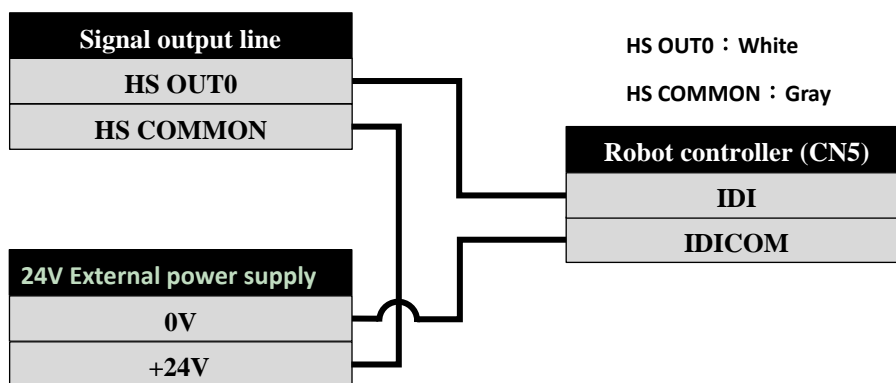 Signal output line
HS OUT0
HS COMMON
HS OUT0：White
HS COMMON：Gray
Robot controller (CN5)
IDI
IDICOM
24V External power supply
0V
+24V